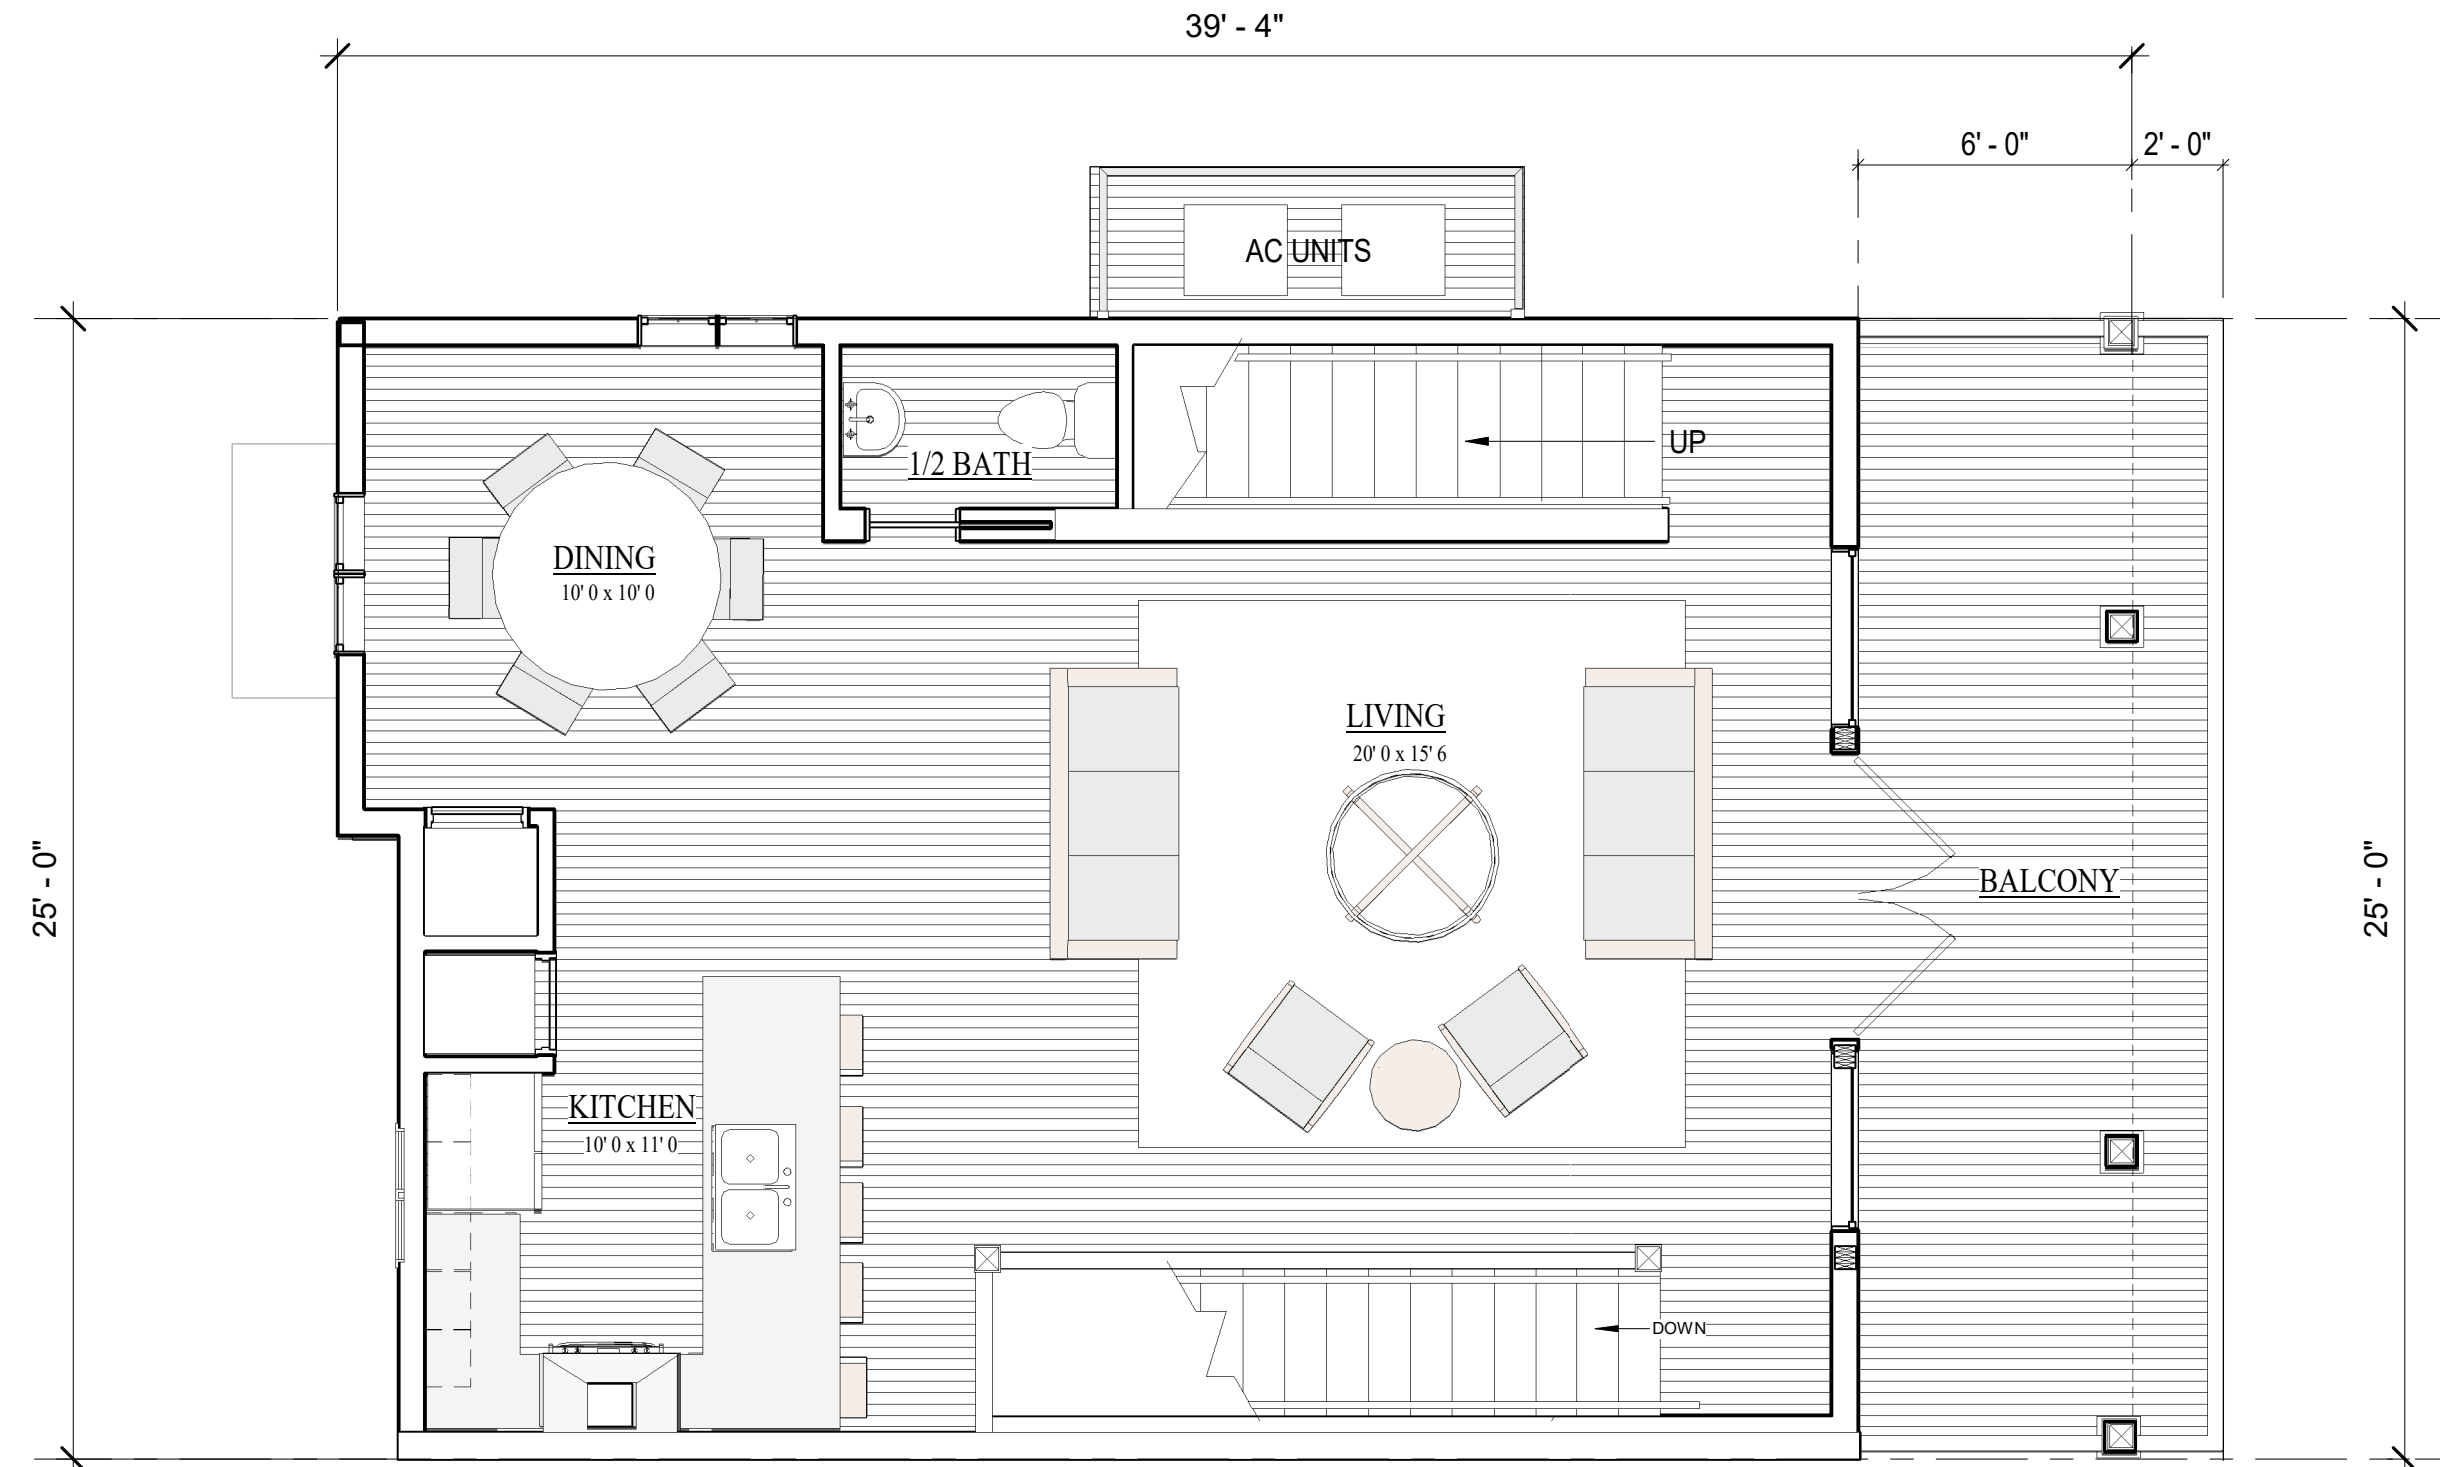 39' - 4"
6' - 0"
2' - 0"
AC UNITS
UP
1/2 BATH
DINING
10' 0 x 10' 0
LIVING
20' 0 x 15' 6
25' - 0"
BALCONY
25' - 0"
KITCHEN
10' 0 x 11' 0
DOWN